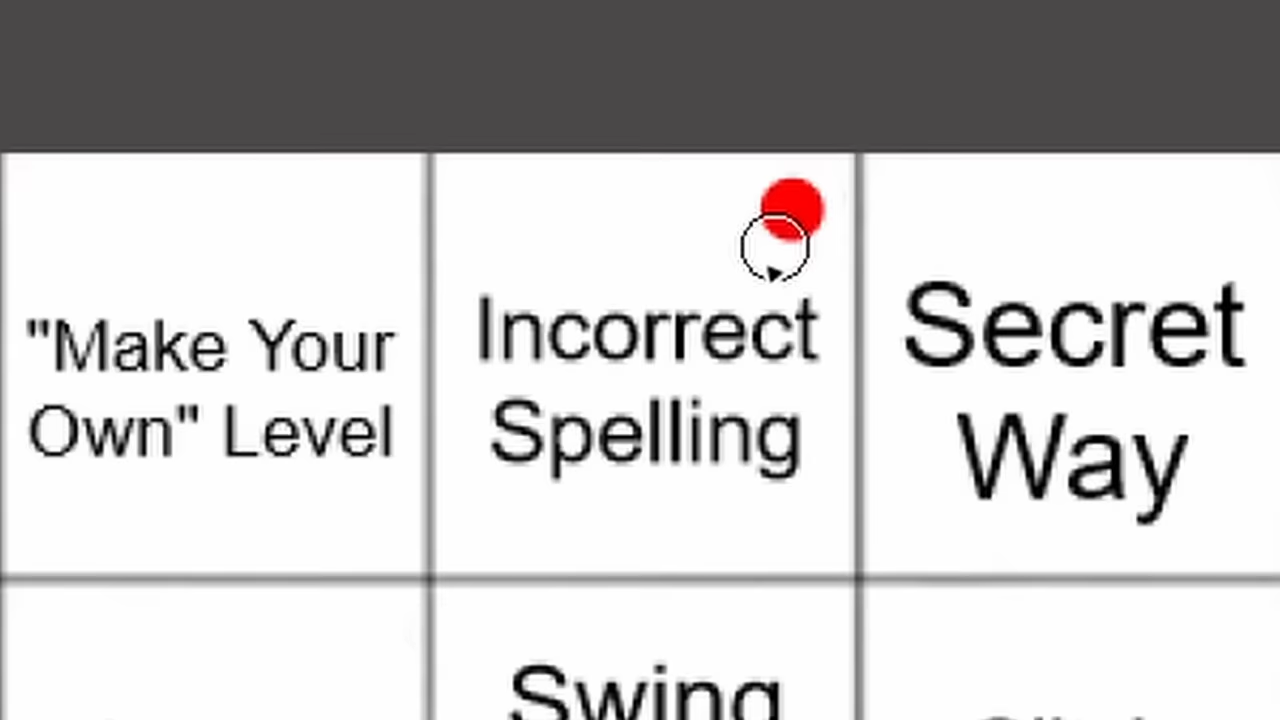 "Make Your
Own" Level
Incorrect
Spelling
Secret
Way
Swing